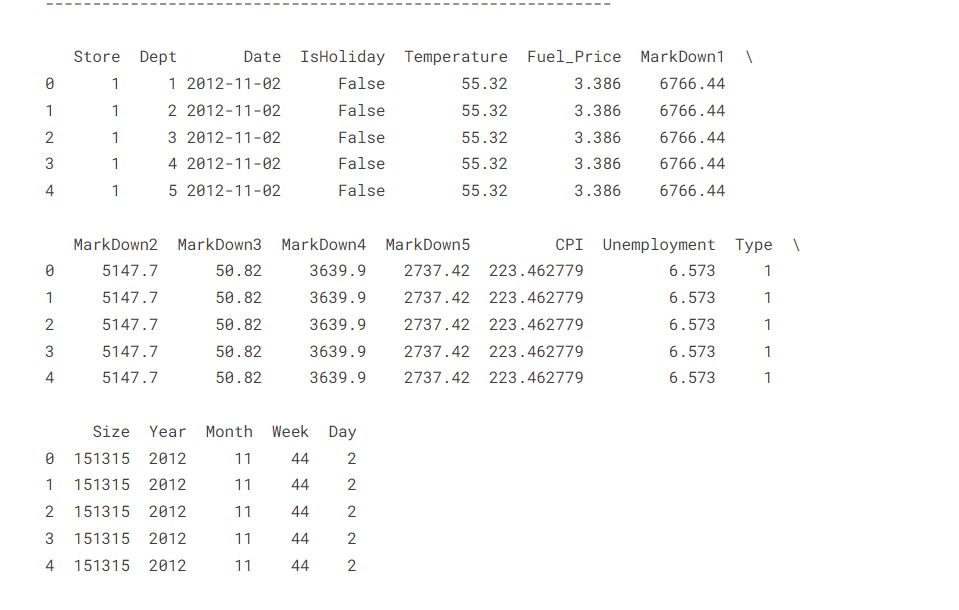 ------------------------------------------------------------
Store Dept Date IsHoliday Temperature Fuel_Price MarkDown1 \
0 1 1 2012-11-02 False 55.32 3.386 6766.44
1 1 2 2012-11-02 False 55.32 3.386 6766.44
2 1 3 2012-11-02 False 55.32 3.386 6766.44
3 1 4 2012-11-02 False 55.32 3.386 6766.44
4 1 5 2012-11-02 False 55.32 3.386 6766.44
MarkDown2 MarkDown3 MarkDown4 MarkDown5 CPI Unemployment Type \
0 5147.7 50.82 3639.9 2737.42 223.462779 6.573 1
1 5147.7 50.82 3639.9 2737.42 223.462779 6.573 1
2 5147.7 50.82 3639.9 2737.42 223.462779 6.573 1
3 5147.7 50.82 3639.9 2737.42 223.462779 6.573 1
4 5147.7 50.82 3639.9 2737.42 223.462779 6.573 1
Size Year Month Week Day
0 151315 2012 11 44 2
1 151315 2012 11 44 2
2 151315 2012 11 44 2
3 151315 2012 11 44 2
4 151315 2012 11 44 2